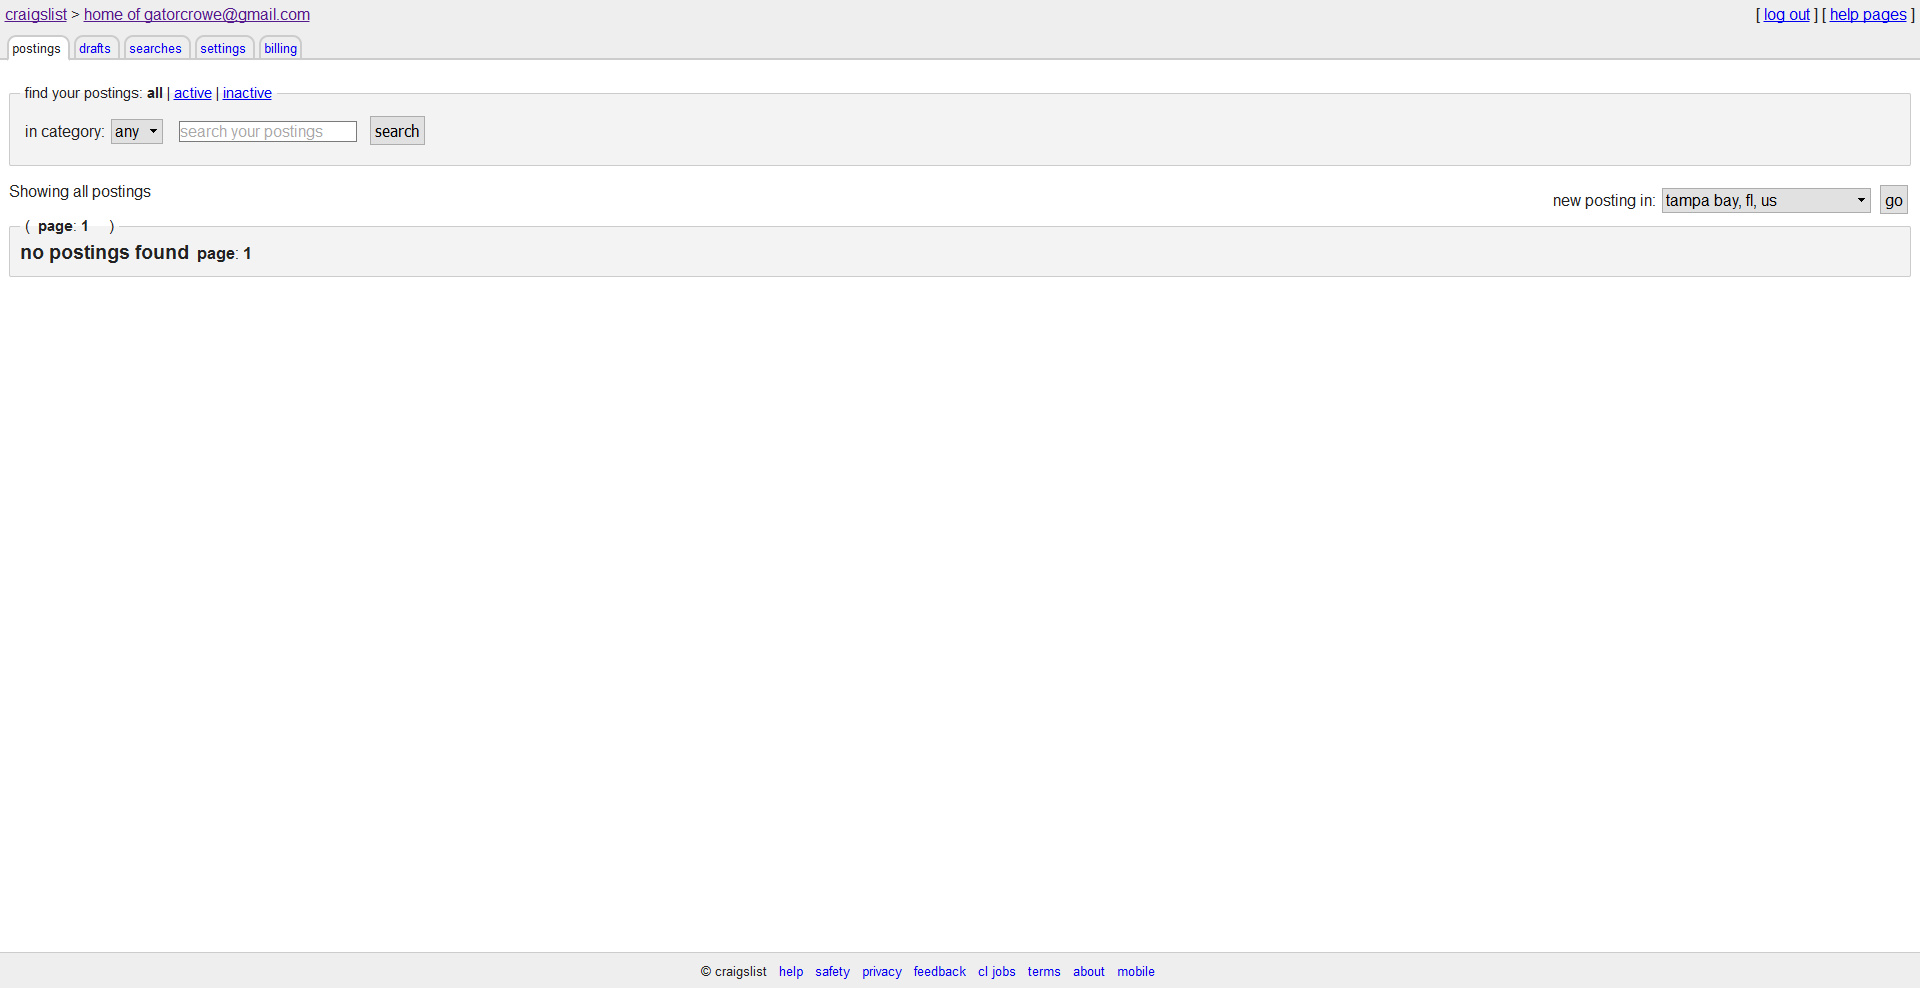 craigslist > home of gatorcrowe@gmail.com [ log out ] [ help pages ]
postings drafts searches settings billing
find your postings: all | active | inactive
in category: any search your postings search
Showing all postings
new posting in: tampa bay, fl, us go
( page: 1 )
no postings found page: 1
© craigslist help safety privacy feedback cl jobs terms about mobile